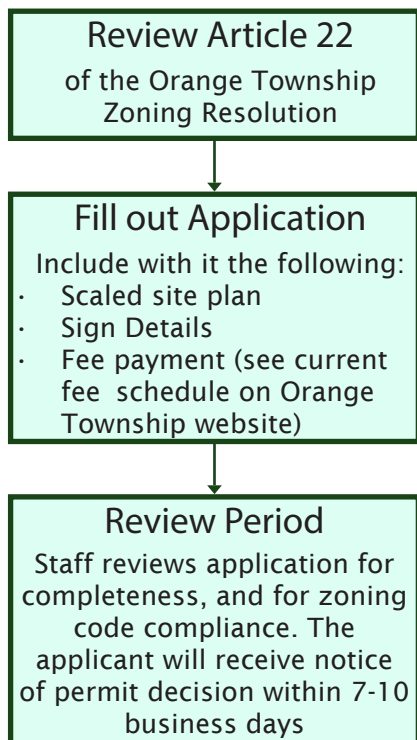 Review Article 22
of the Orange Township
Zoning Resolution
Fill out Application
Include with it the following:
· Scaled site plan
· Sign Details
· Fee payment (see current
fee schedule on Orange
Township website)
Review Period
Staff reviews application for
completeness, and for zoning
code compliance. The
applicant will receive notice
of permit decision within 7-10
business days